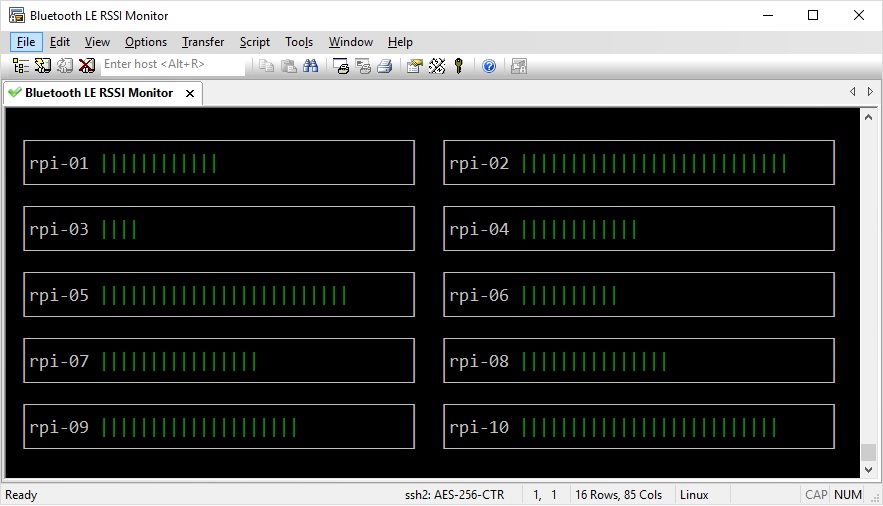 Bluetooth LE RSSI Monitor
File Edit View Options Transfer Script Tools Window Help
Enter host <Alt+R>
Bluetooth LE RSSI Monitor
rpi-01 ||||||||||||
rpi-02 |||||||||||||||||||||||||||
rpi-03 ||||
rpi-04 ||||||||||||
rpi-05 |||||||||||||||||||||||||
rpi-06 ||||||||||
rpi-07 ||||||||||||||||
rpi-08 |||||||||||||||
rpi-09 ||||||||||||||||||||
rpi-10 ||||||||||||||||||||||||||
Ready ssh2: AES-256-CTR 1, 1 16 Rows, 85 Cols Linux CAP NUM